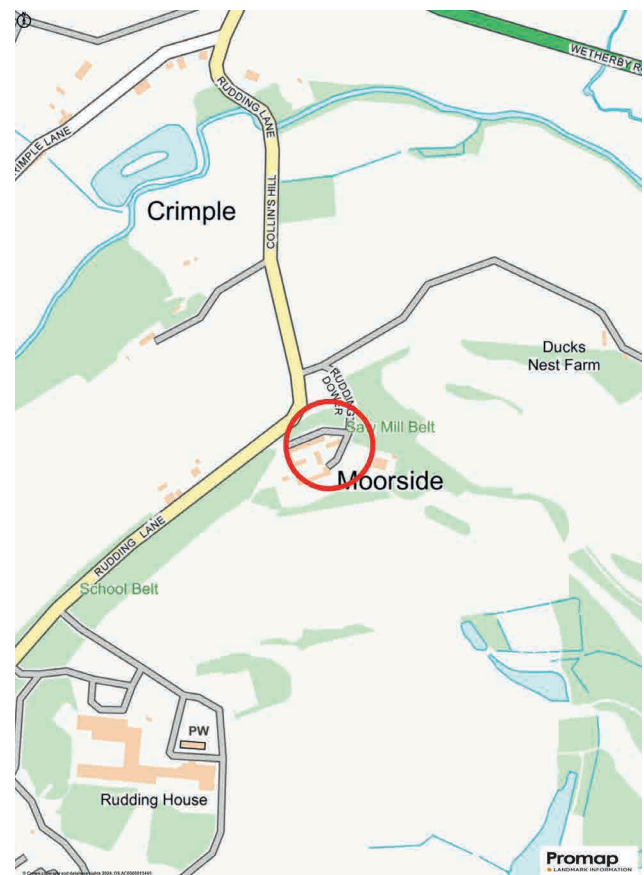 WETHERBY R
RUDDING LANE
RIMPLE LANE
Crimple
COLLIN'S HILL
Ducks
Nest Farm
RUDDING
DOWER
Saw Mill Belt
Moorside
RUDDING LANE
School Belt
PW
Rudding House
Promap
LANDMARK INFORMATION